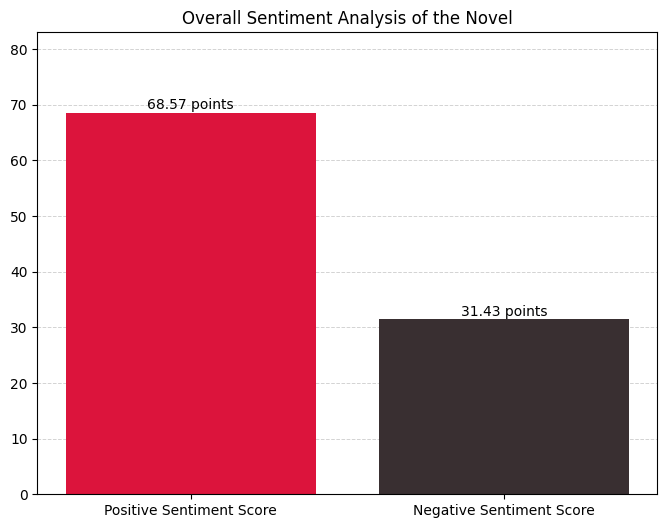 Overall Sentiment Analysis of the Novel
80
70
60
50
40
30
20
10
0
68.57 points
31.43 points
Positive Sentiment Score
Negative Sentiment Score